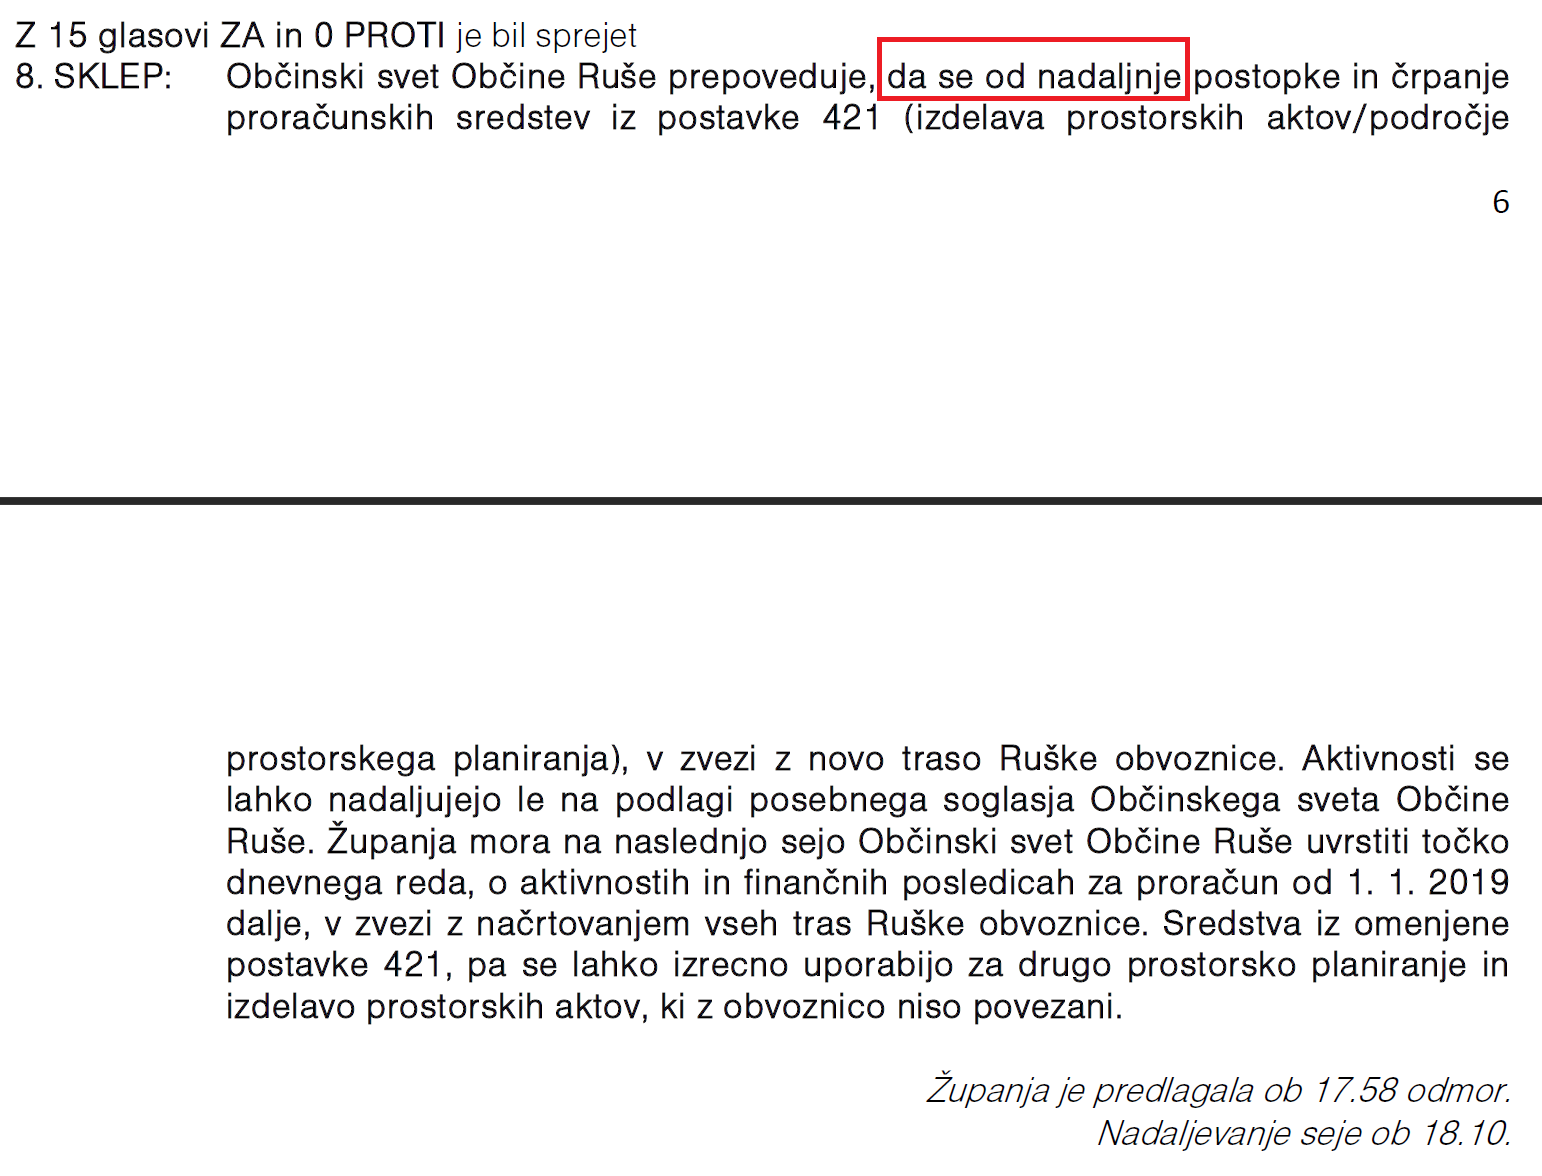 Z 15 glasovi ZA in 0 PROTI je bil sprejet
8. SKLEP: Občinski svet Občine Ruše prepoveduje, da se od nadaljnje postopke in črpanje
proračunskih sredstev iz postavke 421 (izdelava prostorskih aktov/področje
6
prostorskega planiranja), v zvezi z novo traso Ruške obvoznice. Aktivnosti se
lahko nadaljujejo le na podlagi posebnega soglasja Občinskega sveta Občine
Ruše. Županja mora na naslednjo sejo Občinski svet Občine Ruše uvrstiti točko
dnevnega reda, o aktivnostih in finančnih posledicah za proračun od 1. 1. 2019
dalje, v zvezi z načrtovanjem vseh tras Ruške obvoznice. Sredstva iz omenjene
postavke 421, pa se lahko izrecno uporabijo za drugo prostorsko planiranje in
izdelavo prostorskih aktov, ki z obvoznico niso povezani.
Županja je predlagala ob 17.58 odmor.
Nadaljevanje seje ob 18.10.